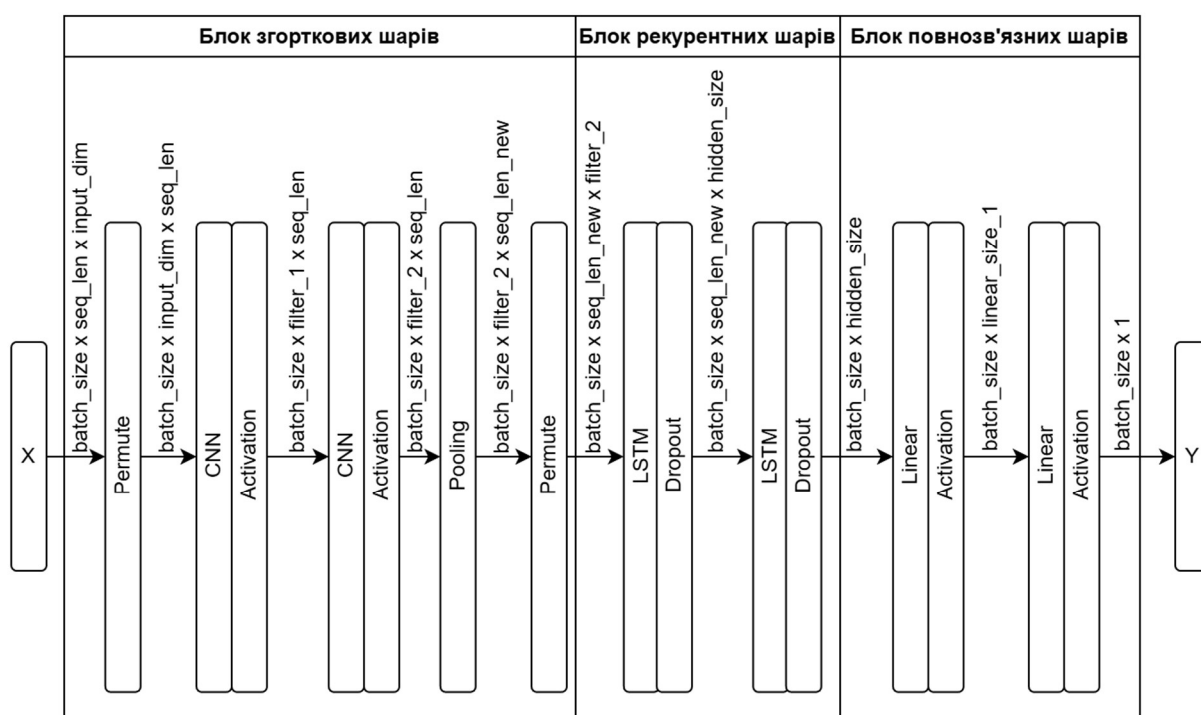 Блок згорткових шарів
Блок рекурентних шарів
Блок повнозв'язних шарів
X
batch_size x seq_len x input_dim
Permute
batch_size x input_dim x seq_len
CNN
Activation
batch_size x filter_1 x seq_len
CNN
Activation
batch_size x filter_2 x seq_len
Pooling
batch_size x filter_2 x seq_len_new
Permute
batch_size x seq_len_new x filter_2
LSTM
Dropout
batch_size x seq_len_new x hidden_size
LSTM
Dropout
batch_size x hidden_size
Linear
Activation
batch_size x linear_size_1
Linear
Activation
batch_size x 1
Y